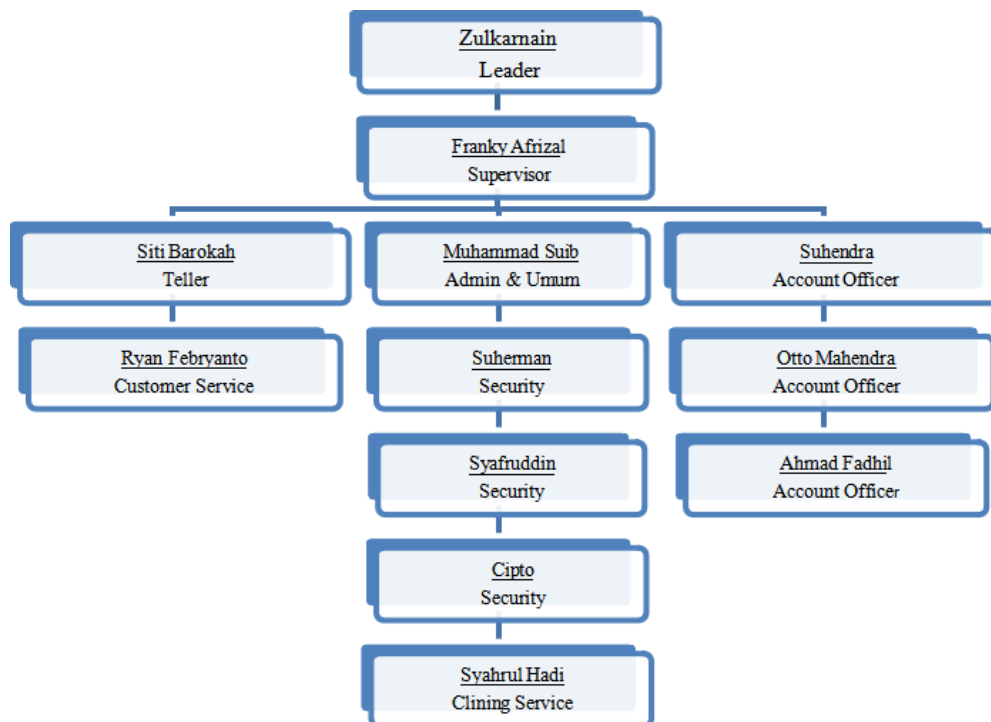 Zulkarnain
Leader
Franky Afrizal
Supervisor
Siti Barokah
Teller
Muhammad Suib
Admin & Umum
Suhendra
Account Officer
Ryan Febryanto
Customer Service
Suherman
Security
Otto Mahendra
Account Officer
Syafruddin
Security
Ahmad Fadhil
Account Officer
Cipto
Security
Syahrul Hadi
Clining Service